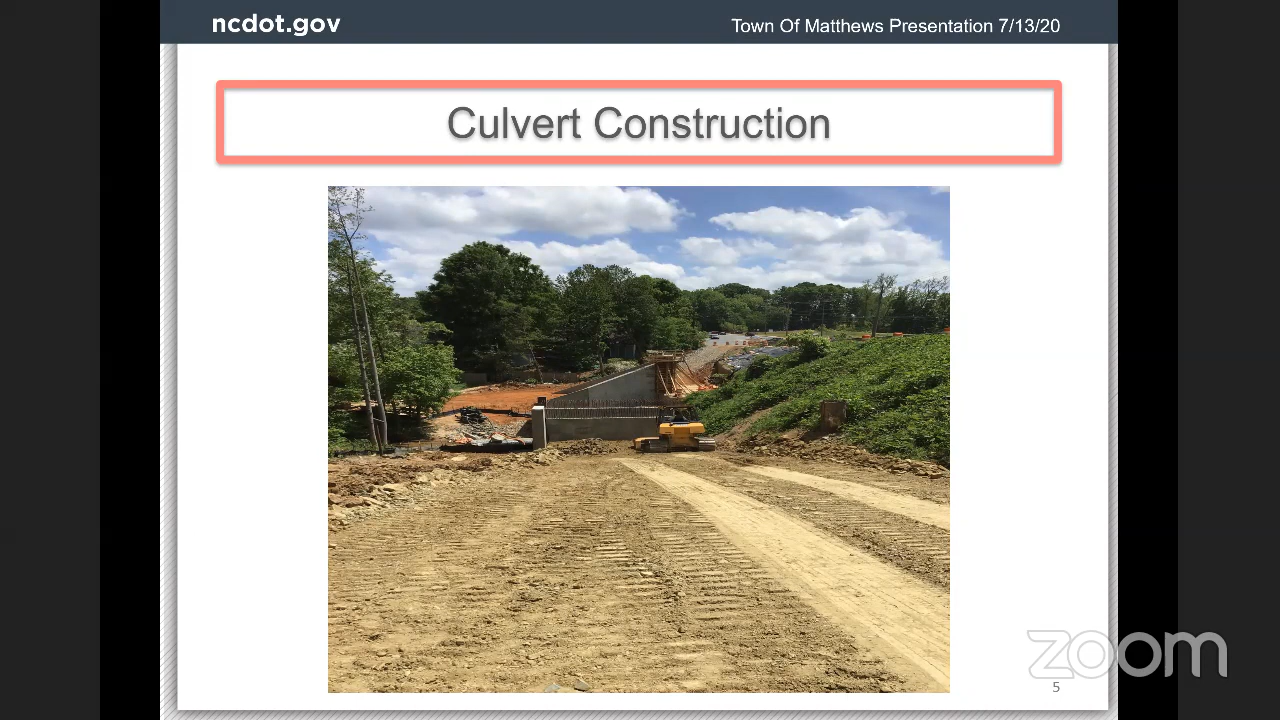 ncdot.gov
Town Of Matthews Presentation 7/13/20
Culvert Construction
zoom
5